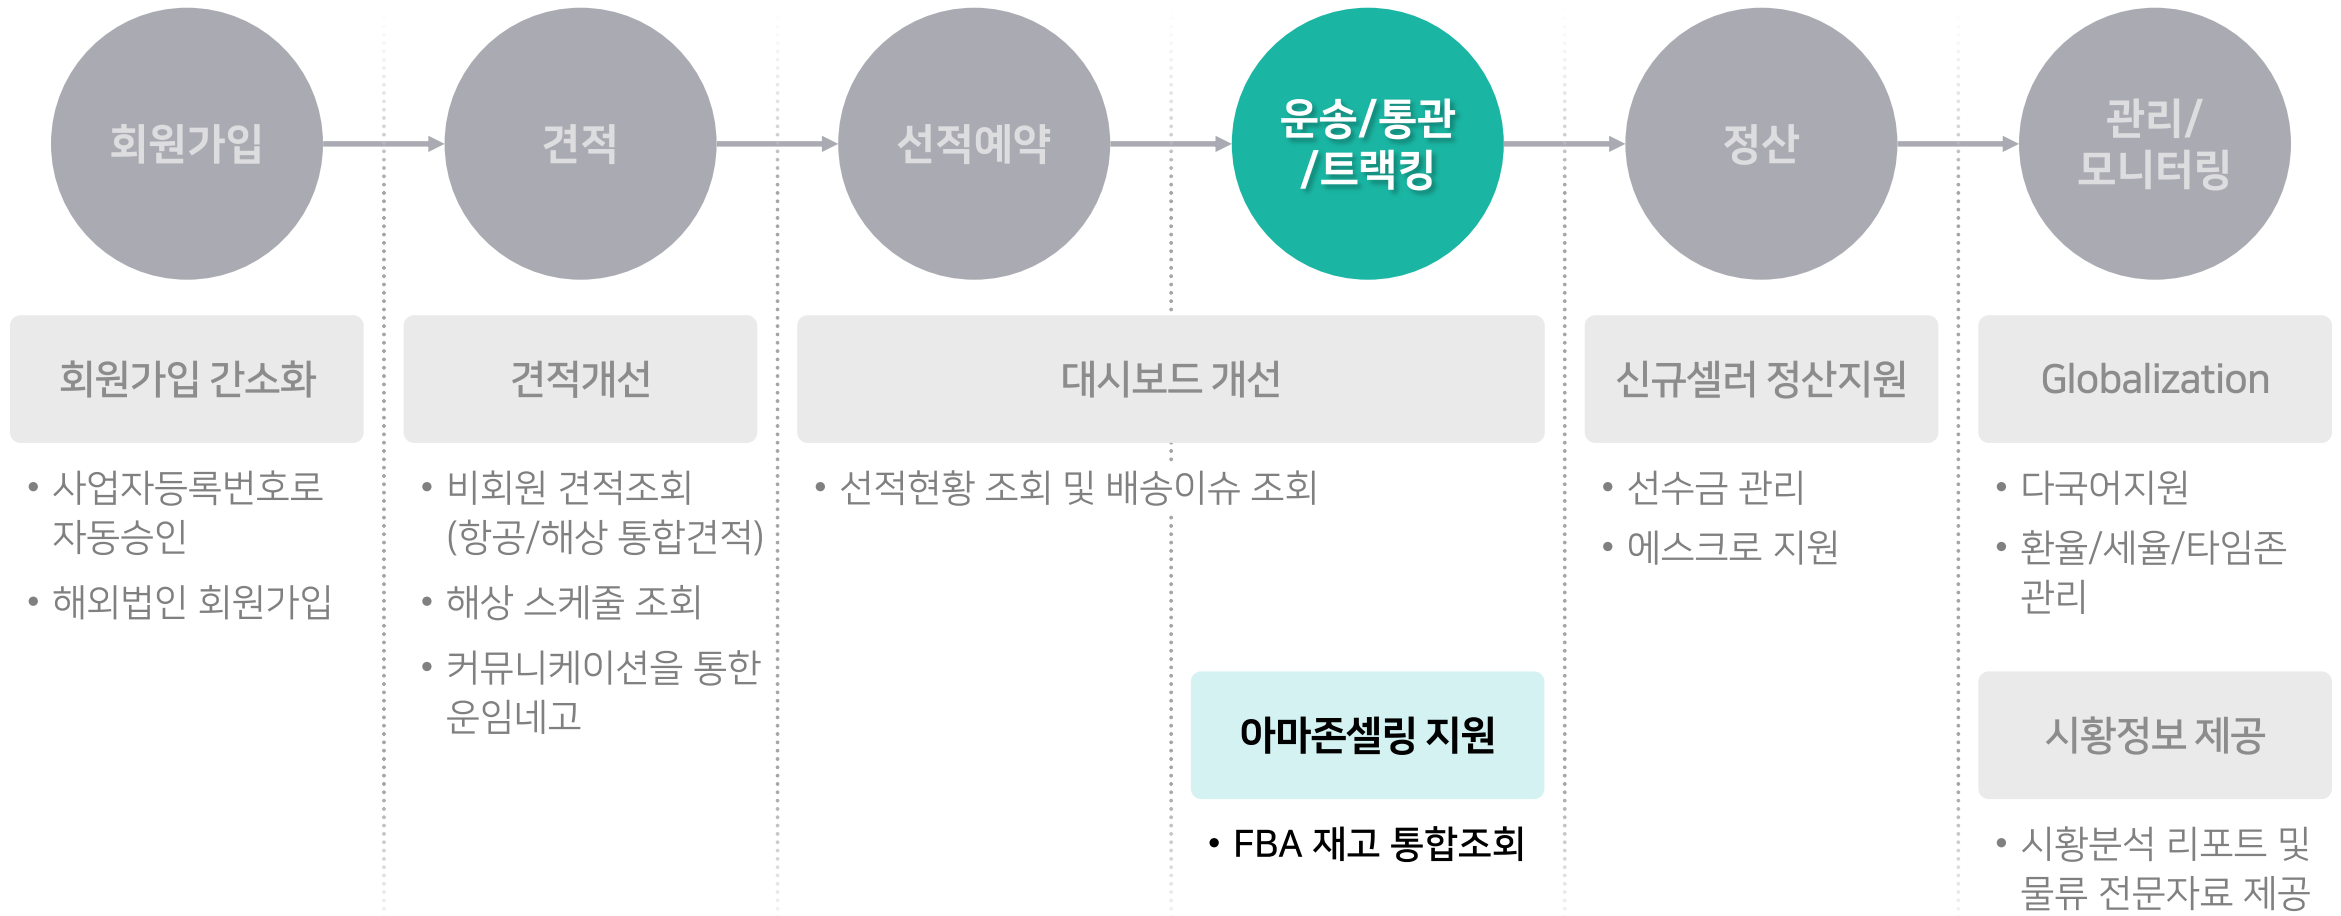 회원가입
견적
선적예약
운송/통관
/트랙킹
정산
관리/
모니터링
회원가입 간소화
견적개선
대시보드 개선
신규셀러 정산지원
Globalization
• 사업자등록번호로
자동승인
• 해외법인 회원가입
• 비회원 견적조회
(항공/해상 통합견적)
• 해상 스케줄 조회
• 커뮤니케이션을 통한
운임네고
• 선적현황 조회 및 배송이슈 조회
아마존셀링 지원
• FBA 재고 통합조회
• 선수금 관리
• 에스크로 지원
• 다국어지원
• 환율/세율/타임존
관리
시황정보 제공
• 시황분석 리포트 및
물류 전문자료 제공